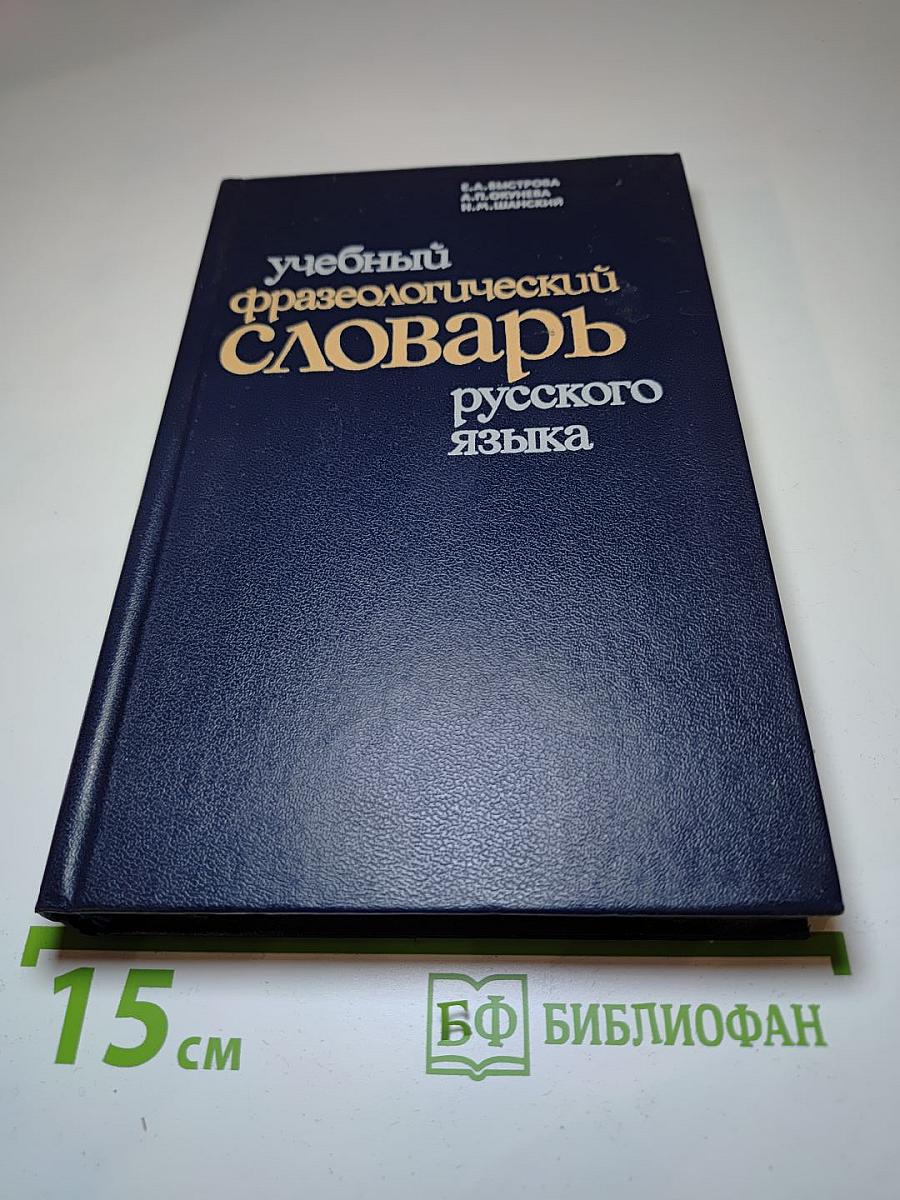 Е.А.БЫСТРОВА
А.П.ОКУНЕВА
Н.М.ШАНСКИЙ
учебный
фразеологический
словарь
русского
языка
15 см
БФ БИБЛИОФАН